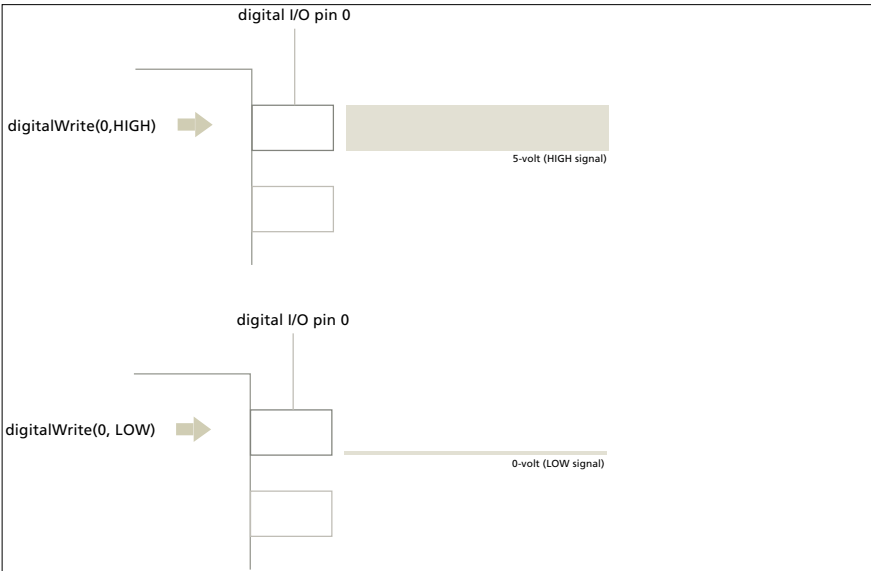 digital I/O pin 0
digitalWrite(0,HIGH)
5-volt (HIGH signal)
digital I/O pin 0
digitalWrite(0, LOW)
0-volt (LOW signal)